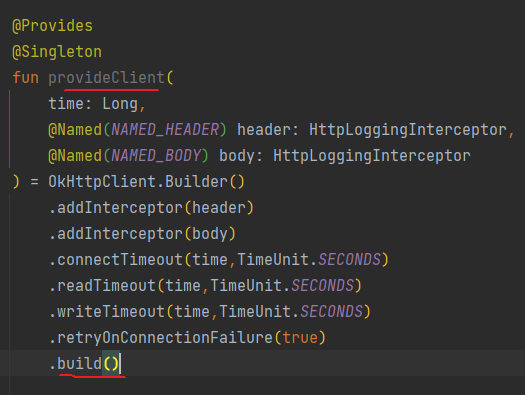 @Provides
@Singleton
fun provideClient(
time: Long,
@Named(NAMED_HEADER) header: HttpLoggingInterceptor,
@Named(NAMED_BODY) body: HttpLoggingInterceptor
) = OkHttpClient.Builder()
.addInterceptor(header)
.addInterceptor(body)
.connectTimeout(time,TimeUnit.SECONDS)
.readTimeout(time,TimeUnit.SECONDS)
.writeTimeout(time,TimeUnit.SECONDS)
.retryOnConnectionFailure(true)
.build()